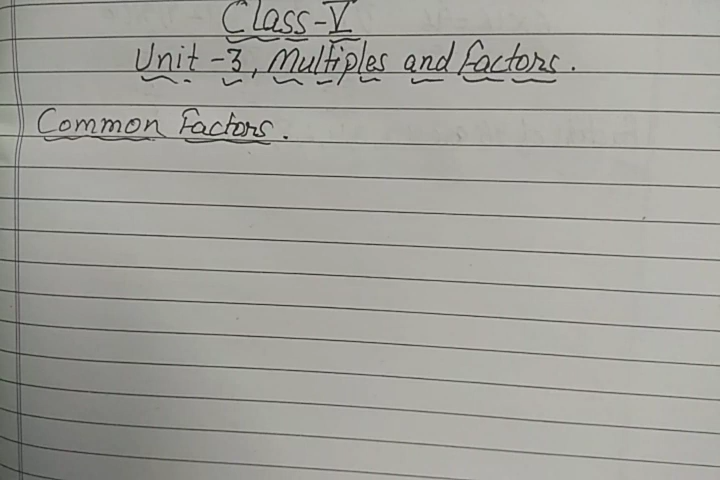 Class-V
Unit-3, Multiples and Factors.
Common Factors.